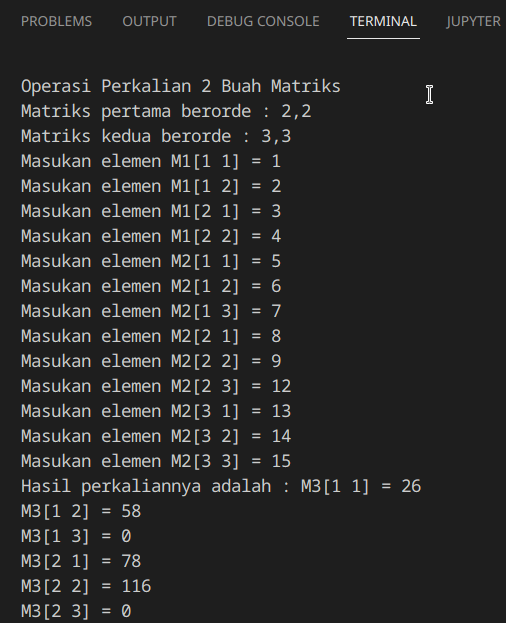 PROBLEMS OUTPUT DEBUG CONSOLE TERMINAL JUPYTER
Operasi Perkalian 2 Buah Matriks
Matriks pertama berorde : 2,2
Matriks kedua berorde : 3,3
Masukan elemen M1[1 1] = 1
Masukan elemen M1[1 2] = 2
Masukan elemen M1[2 1] = 3
Masukan elemen M1[2 2] = 4
Masukan elemen M2[1 1] = 5
Masukan elemen M2[1 2] = 6
Masukan elemen M2[1 3] = 7
Masukan elemen M2[2 1] = 8
Masukan elemen M2[2 2] = 9
Masukan elemen M2[2 3] = 12
Masukan elemen M2[3 1] = 13
Masukan elemen M2[3 2] = 14
Masukan elemen M2[3 3] = 15
Hasil perkaliannya adalah : M3[1 1] = 26
M3[1 2] = 58
M3[1 3] = 0
M3[2 1] = 78
M3[2 2] = 116
M3[2 3] = 0